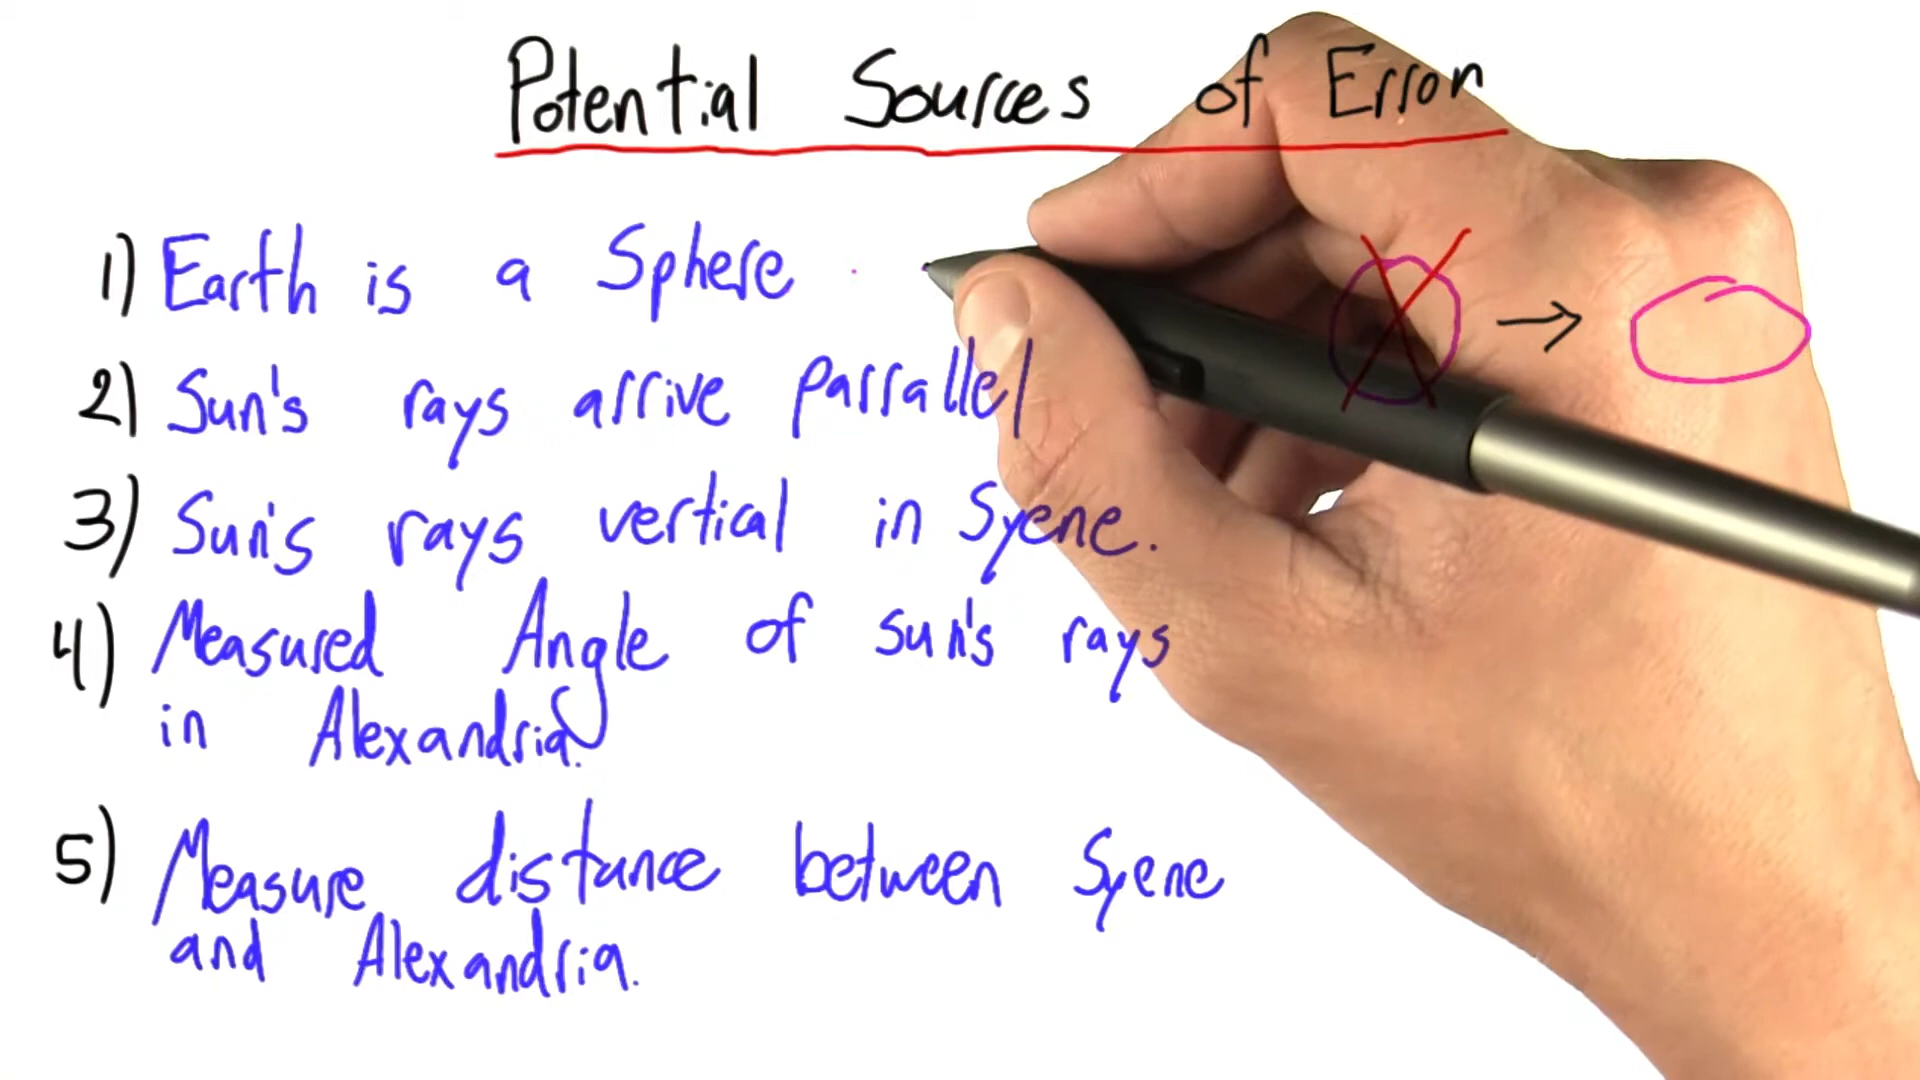 Potential Sources of Error
1) Earth is a Sphere
2) Sun's rays arrive parrallel
3) Sun's rays vertical in Syene.
4) Measured Angle of sun's rays
in Alexandria.
5) Measure distance between Syene
and Alexandria.